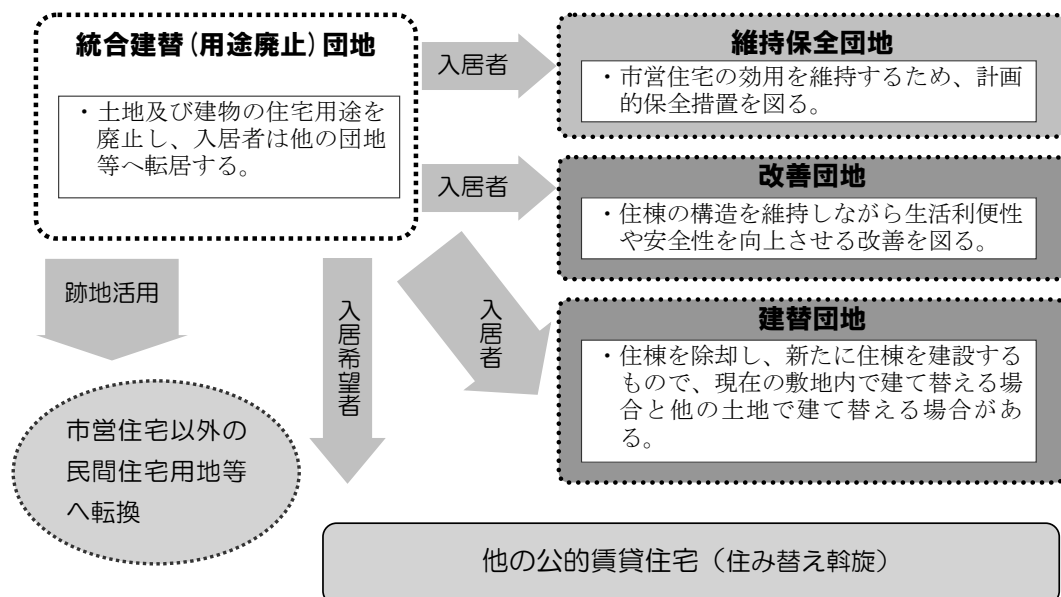 統合建替(用途廃止)団地
・土地及び建物の住宅用途を
廃止し、入居者は他の団地
等へ転居する。
入居者
維持保全団地
・市営住宅の効用を維持するため、計画
的保全措置を図る。
入居者
改善団地
・住棟の構造を維持しながら生活利便性
や安全性を向上させる改善を図る。
入居者
建替団地
・住棟を除却し、新たに住棟を建設する
もので、現在の敷地内で建て替える場
合と他の土地で建て替える場合があ
る。
跡地活用
入居希望者
市営住宅以外の
民間住宅用地等
へ転換
他の公的賃貸住宅（住み替え斡旋）